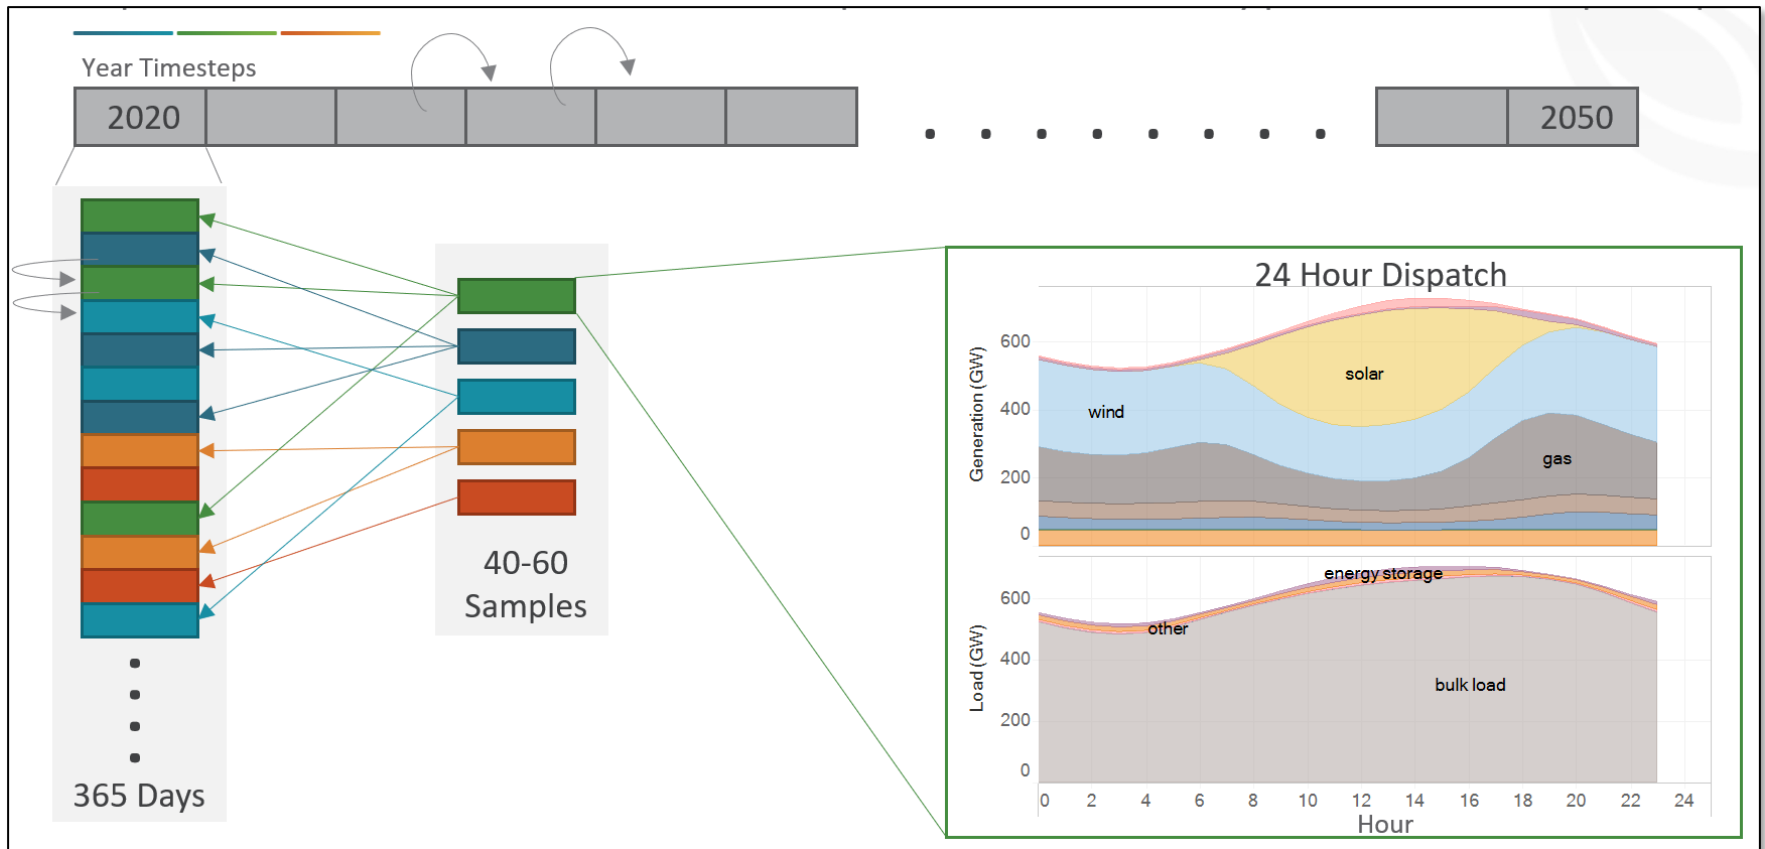 Year Timesteps
2020
2050
365 Days
40-60
Samples
24 Hour Dispatch
Generation (GW)
600
400
200
0
solar
wind
gas
Load (GW)
600
400
200
0
energy storage
other
bulk load
0 2 4 6 8 10 12 14 16 18 20 22 24
Hour